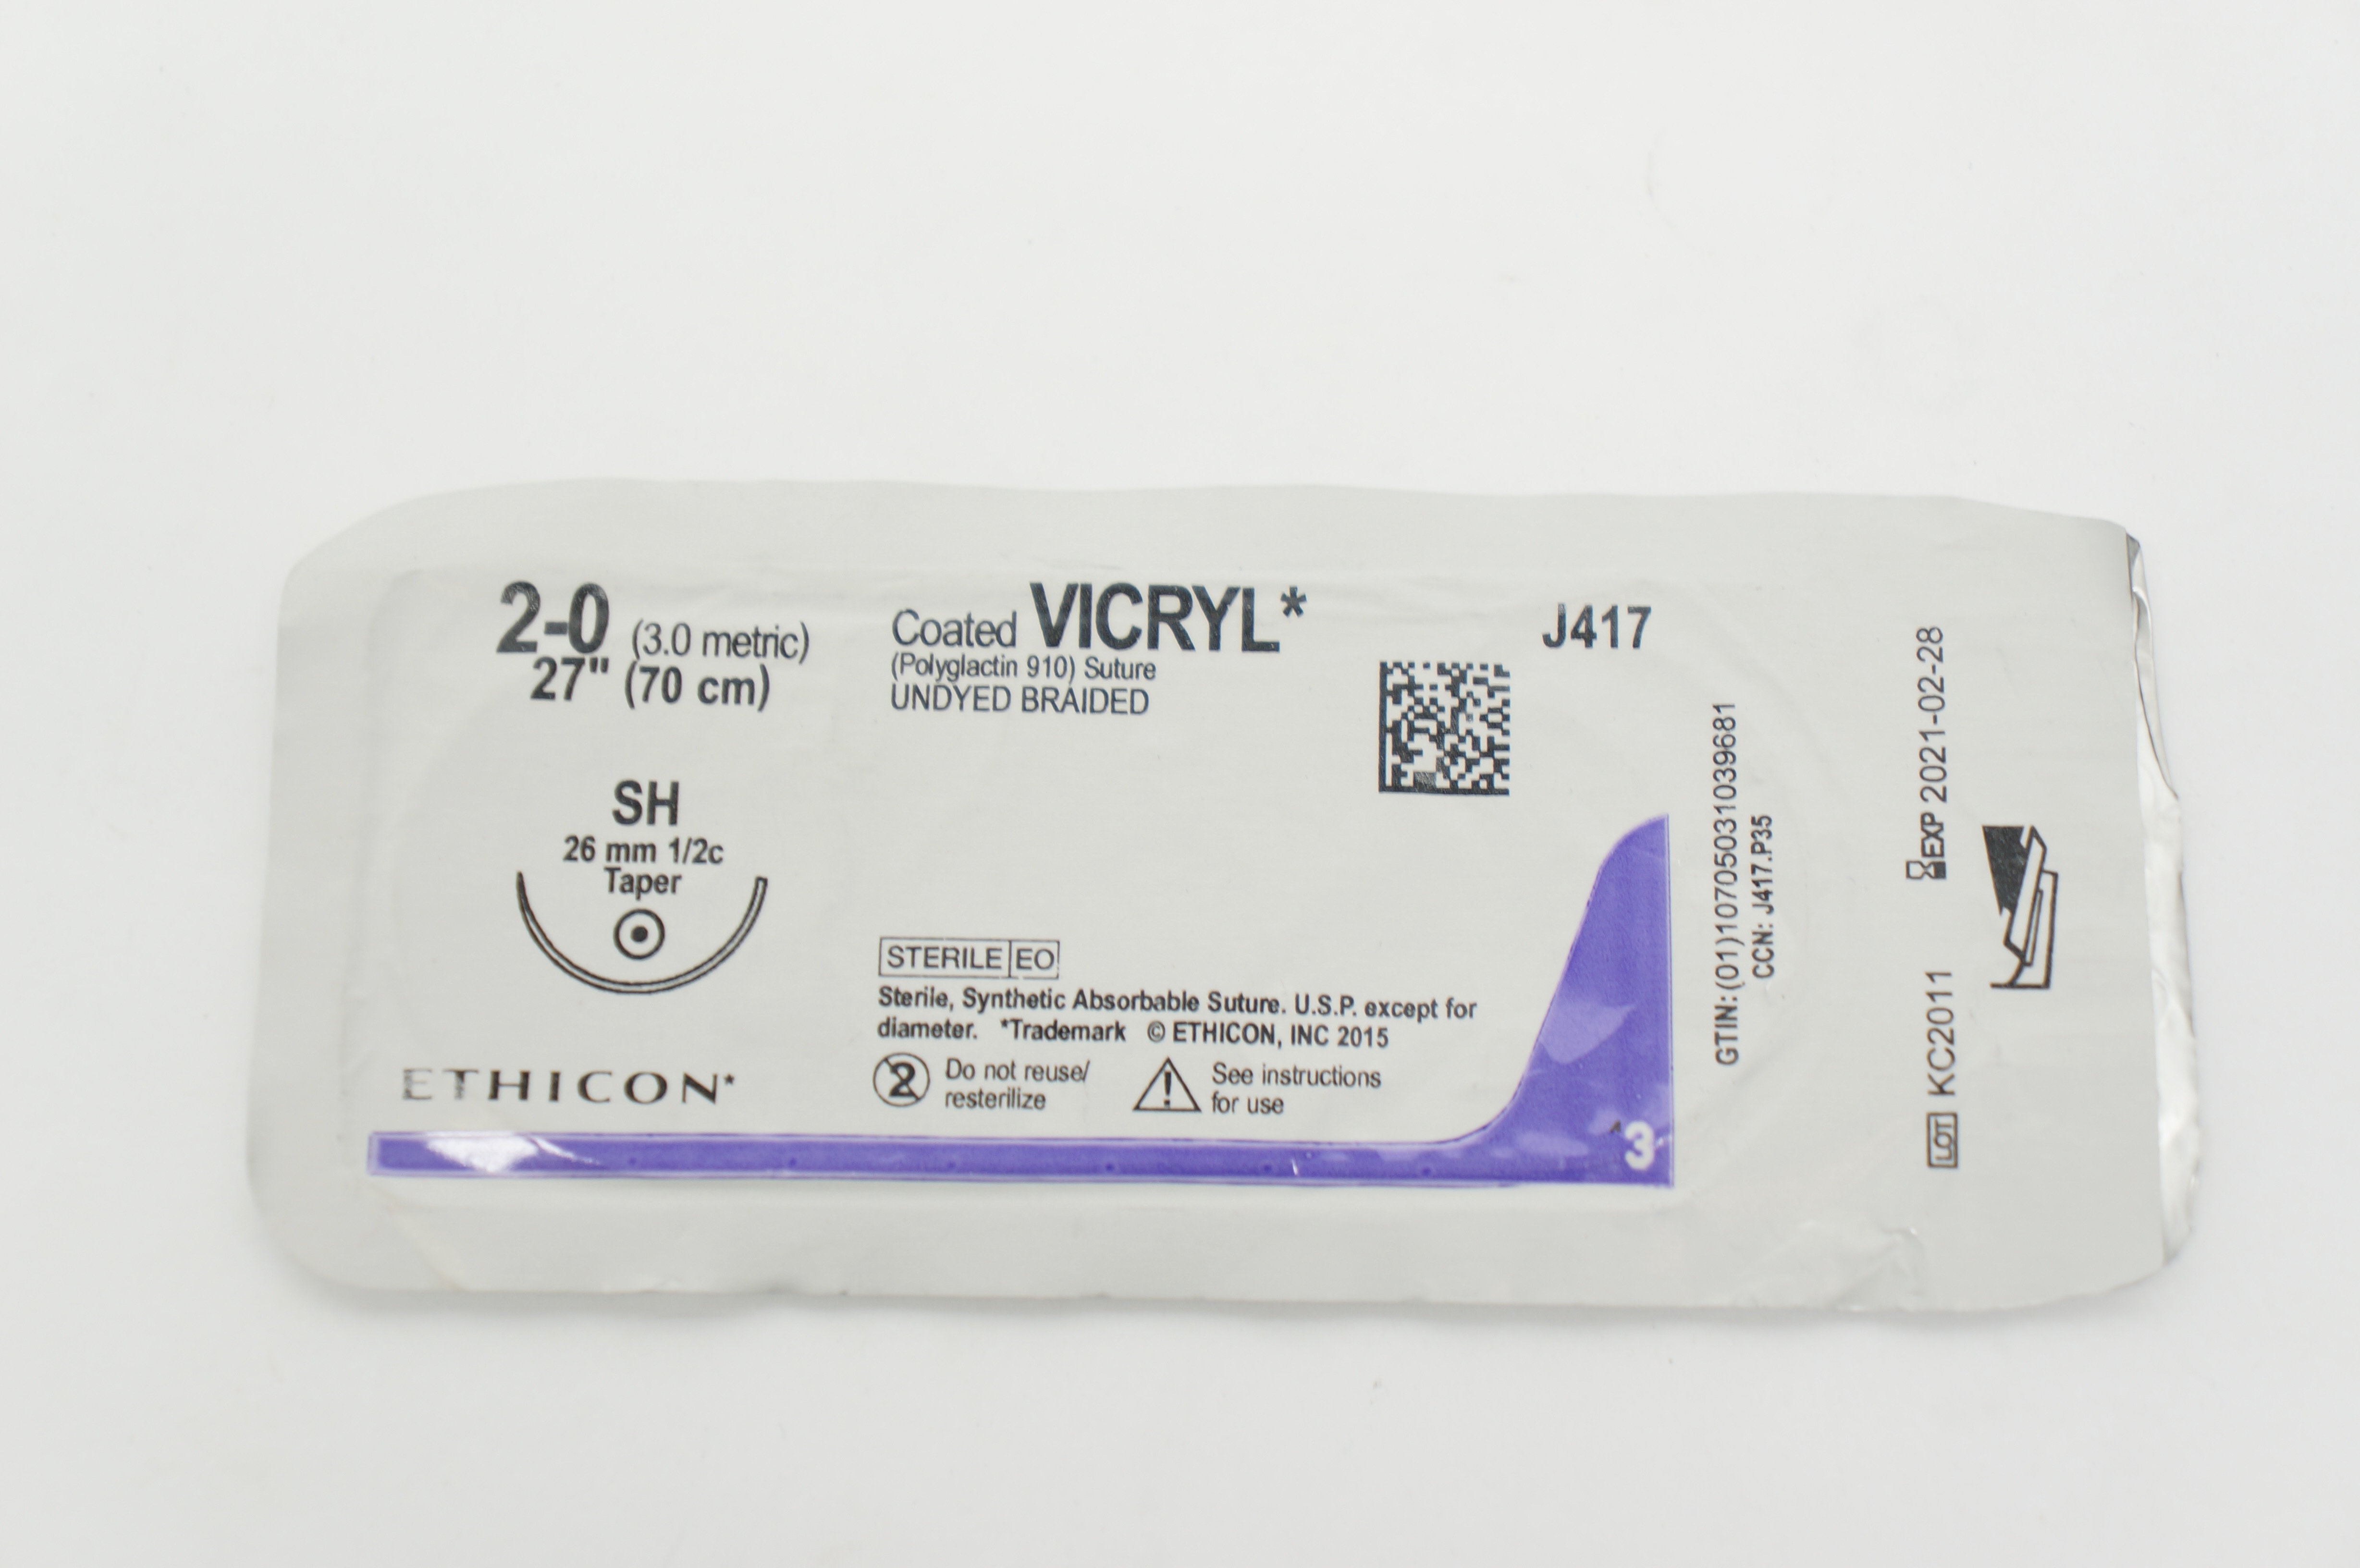 2-0 (3.0 metric)
27" (70 cm)
SH
26 mm 1/2c
Taper
ETHICON*
Coated VICRYL*
(Polyglactin 910) Suture
UNDYED BRAIDED
J417
STERILE EO
Sterile, Synthetic Absorbable Suture. U.S.P. except for
diameter. *Trademark © ETHICON, INC 2015
2 Do not reuse/
resterilize
! See instructions
for use
3
GTIN:(01)10705031039681
CCN: J417.P35
EXP 2021-02-28
LOT KC2011